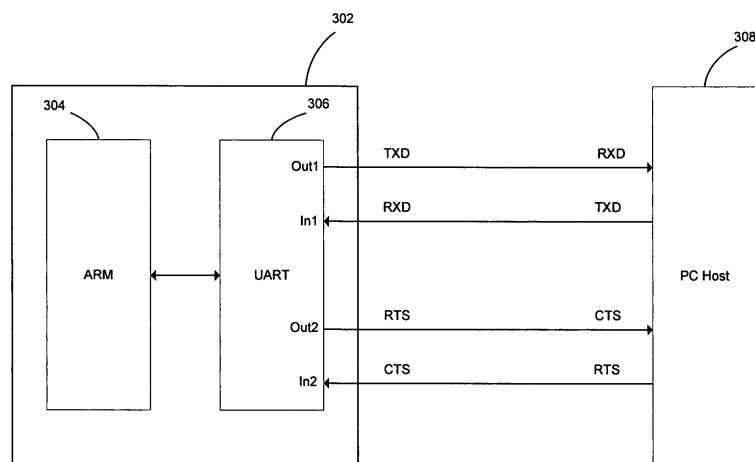 302
308
304
306
Out1
TXD
RXD
In1
RXD
TXD
ARM
UART
PC Host
Out2
RTS
CTS
In2
CTS
RTS